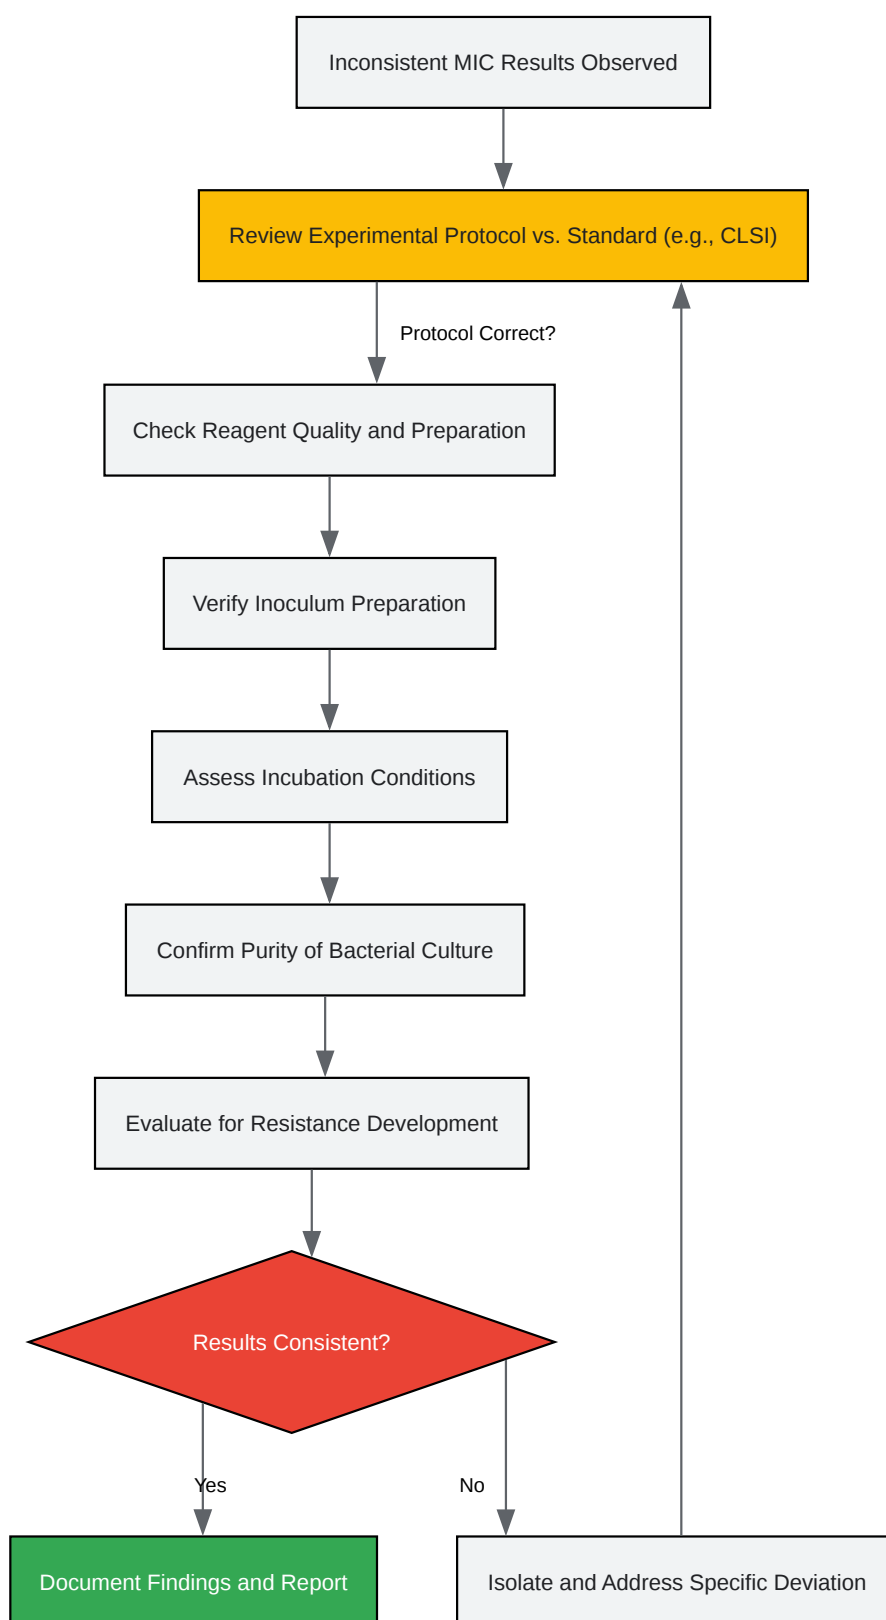 Inconsistent MIC Results Observed
Review Experimental Protocol vs. Standard (e.g., CLSI)
Protocol Correct?
Check Reagent Quality and Preparation
Verify Inoculum Preparation
Assess Incubation Conditions
Confirm Purity of Bacterial Culture
Evaluate for Resistance Development
Results Consistent?
Yes
No
Document Findings and Report
Isolate and Address Specific Deviation